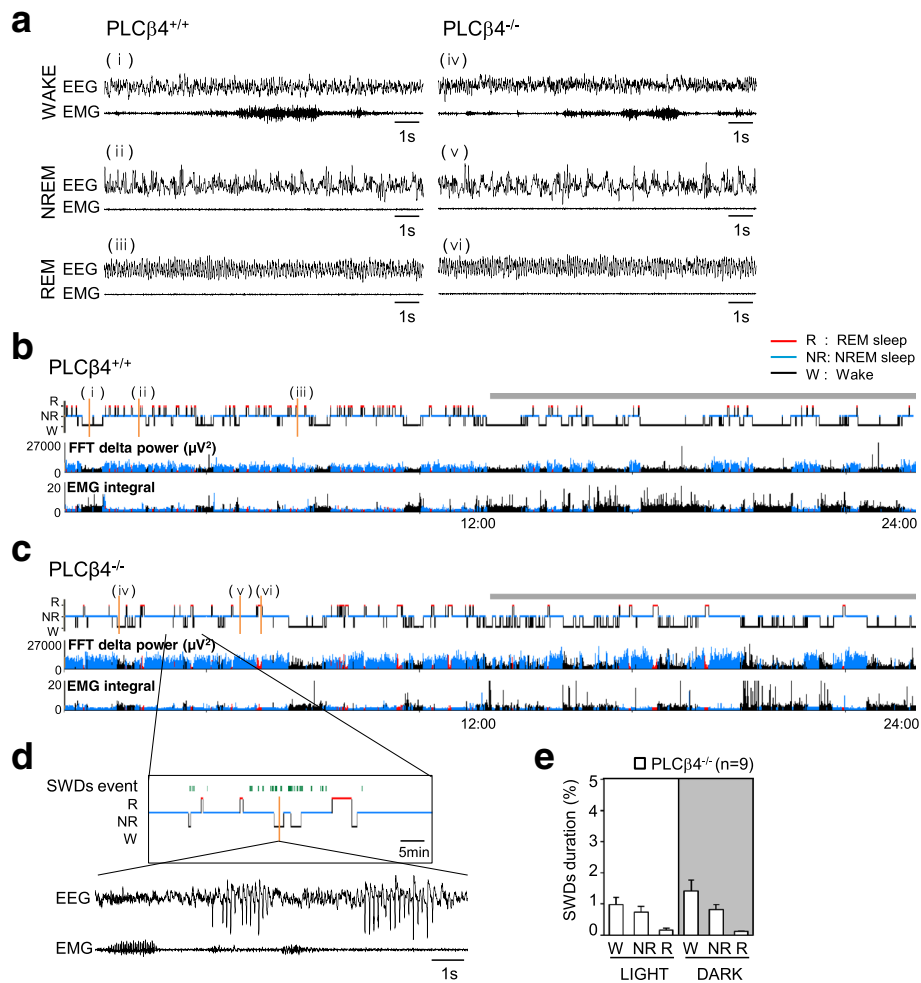 a
PLCβ4+/+
PLCβ4-/-
WAKE
(i)
EEG
EMG
1s
(iv)
1s
NREM
(ii)
EEG
EMG
1s
(v)
1s
REM
(iii)
EEG
EMG
1s
(vi)
1s
b
PLCβ4+/+
R : REM sleep
NR: NREM sleep
W : Wake
(i) (ii) (iii)
R
NR
W
FFT delta power (μV2)
27000
0
EMG integral
20
0
12:00 24:00
c
PLCβ4-/-
(iv) (v) (vi)
R
NR
W
FFT delta power (μV2)
27000
0
EMG integral
20
0
12:00 24:00
d
SWDs event
R
NR
W
5min
EEG
EMG
1s
e
PLCβ4-/- (n=9)
SWDs duration (%)
5
4
3
2
1
0
W NR R W NR R
LIGHT DARK